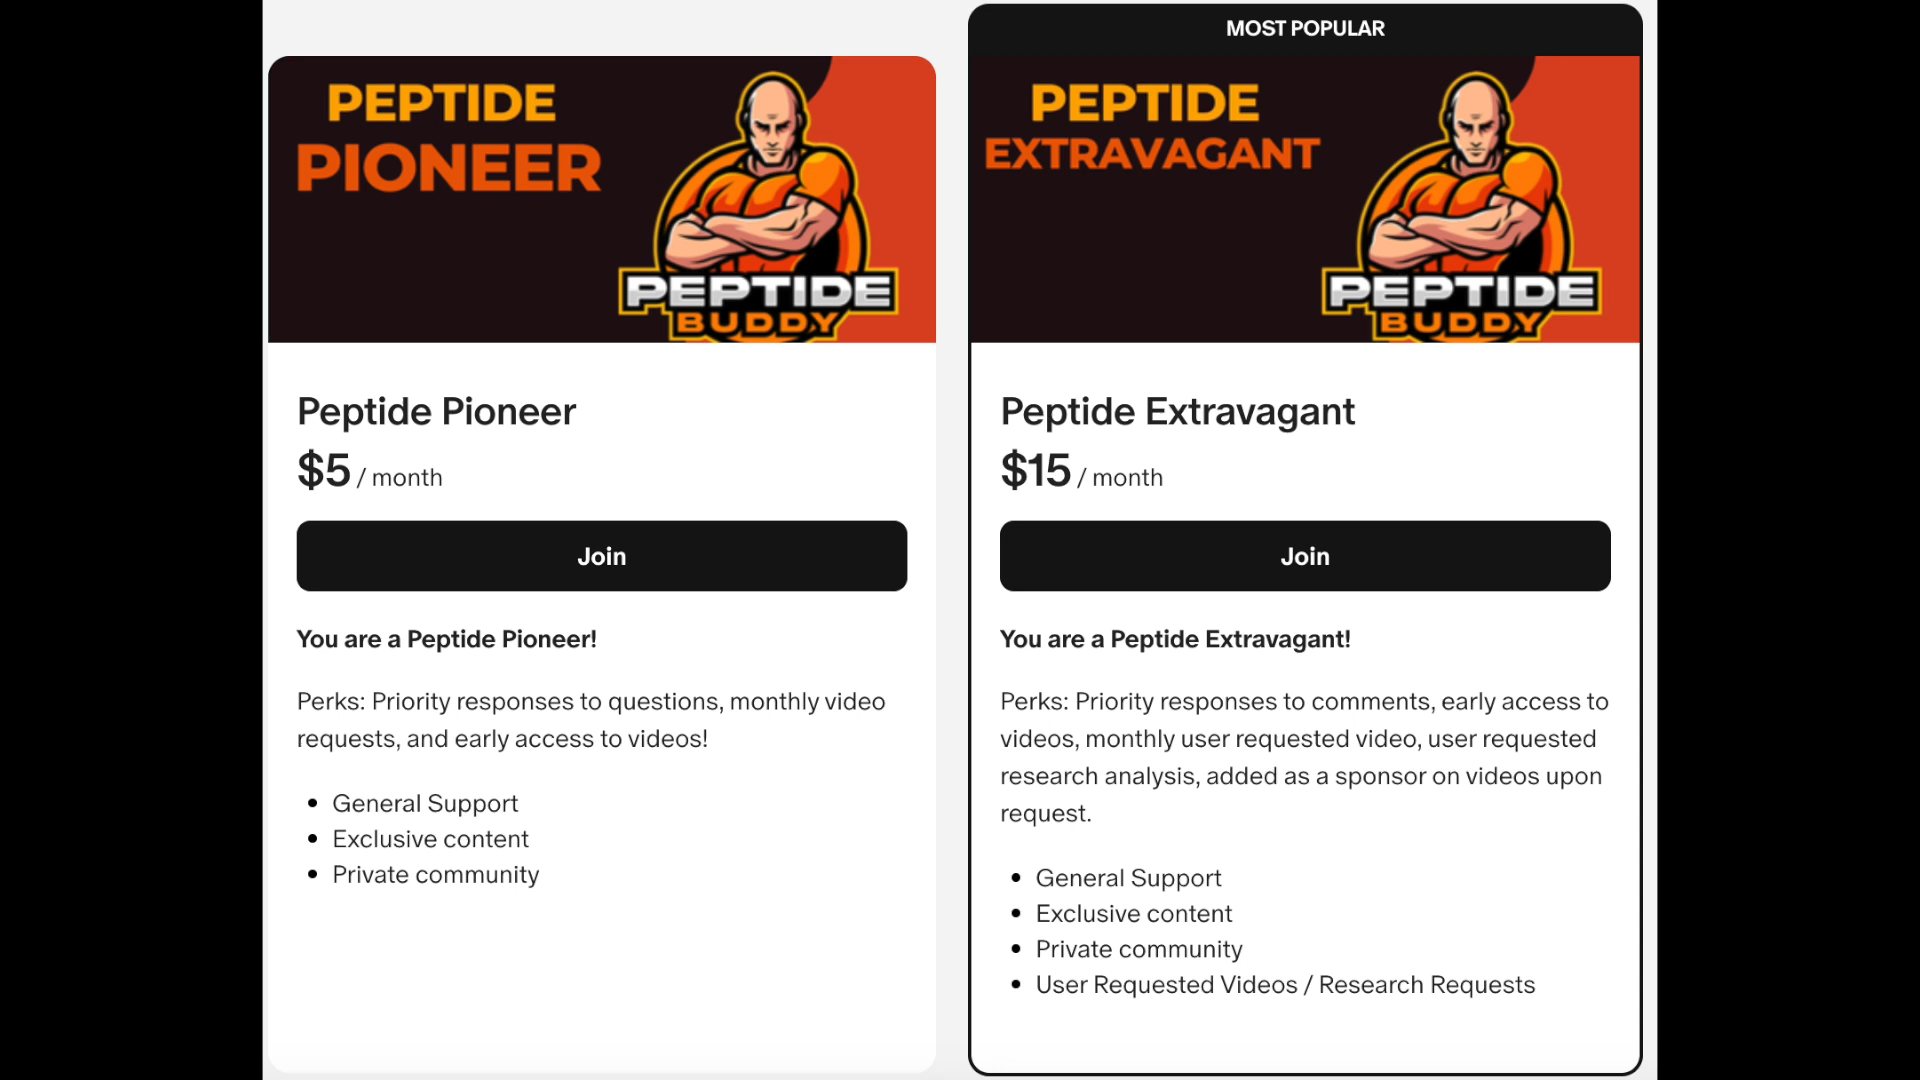 PEPTIDE
PIONEER
PEPTIDE
BUDDY
Peptide Pioneer
$5 / month
Join
You are a Peptide Pioneer!
Perks: Priority responses to questions, monthly video
requests, and early access to videos!
• General Support
• Exclusive content
• Private community
MOST POPULAR
PEPTIDE
EXTRAVAGANT
PEPTIDE
BUDDY
Peptide Extravagant
$15 / month
Join
You are a Peptide Extravagant!
Perks: Priority responses to comments, early access to
videos, monthly user requested video, user requested
research analysis, added as a sponsor on videos upon
request.
• General Support
• Exclusive content
• Private community
• User Requested Videos / Research Requests